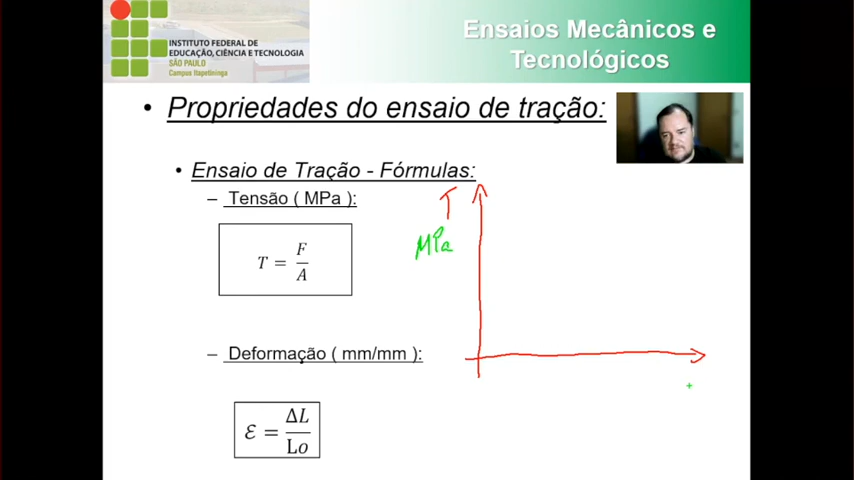 INSTITUTO FEDERAL DE
EDUCAÇÃO, CIÊNCIA E TECNOLOGIA
SÃO PAULO
Campus Itapetininga
Ensaios Mecânicos e
Tecnológicos
• Propriedades do ensaio de tração:
• Ensaio de Tração - Fórmulas:
– Tensão ( MPa ):
T = F/A
T
MPa
– Deformação ( mm/mm ):
ε = ΔL/Lo